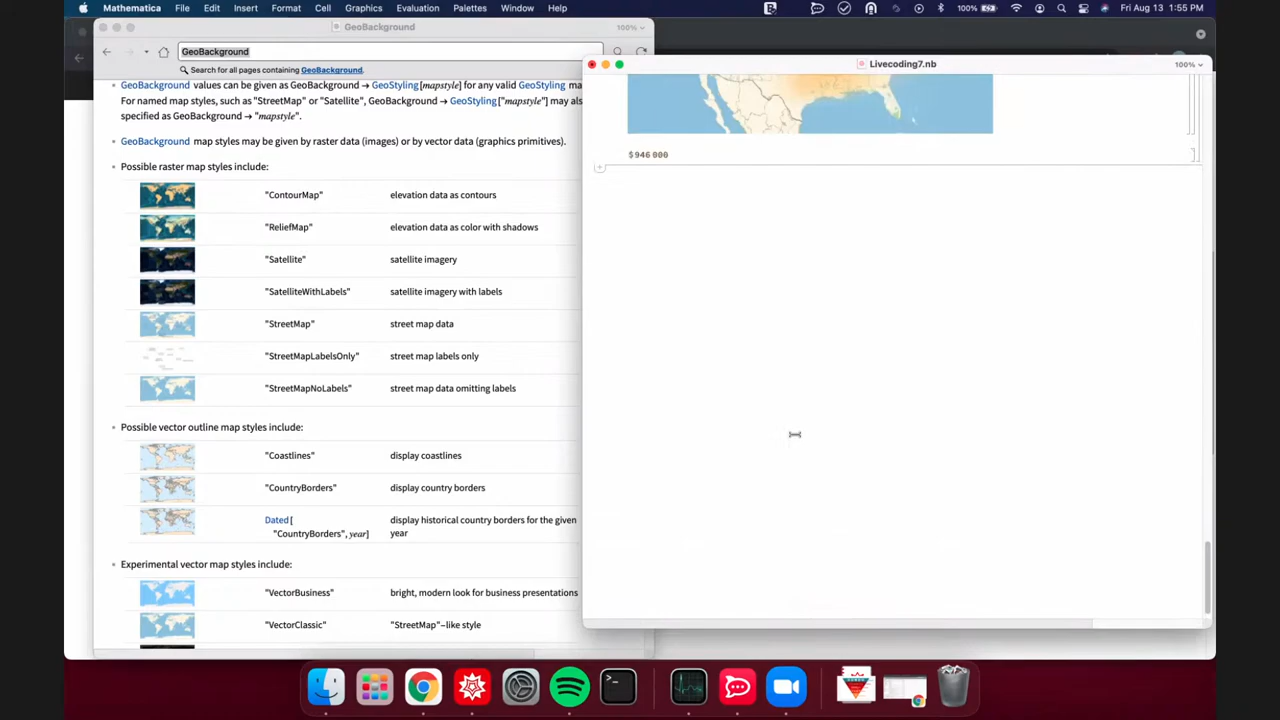 Mathematica File Edit Insert Format Cell Graphics Evaluation Palettes Window Help 100% Fri Aug 13 1:55 PM
GeoBackground 100%
GeoBackground
Search for all pages containing GeoBackground.
GeoBackground values can be given as GeoBackground → GeoStyling[mapstyle] for any valid GeoStyling ma
For named map styles, such as "StreetMap" or "Satellite", GeoBackground → GeoStyling["mapstyle"] may als
specified as GeoBackground → "mapstyle".
GeoBackground map styles may be given by raster data (images) or by vector data (graphics primitives).
Possible raster map styles include:
"ContourMap" elevation data as contours
"ReliefMap" elevation data as color with shadows
"Satellite" satellite imagery
"SatelliteWithLabels" satellite imagery with labels
"StreetMap" street map data
"StreetMapLabelsOnly" street map labels only
"StreetMapNoLabels" street map data omitting labels
Possible vector outline map styles include:
"Coastlines" display coastlines
"CountryBorders" display country borders
Dated[ display historical country borders for the given
"CountryBorders", year] year
Experimental vector map styles include:
"VectorBusiness" bright, modern look for business presentations
"VectorClassic" "StreetMap"–like style
Livecoding7.nb 100%
$946 000